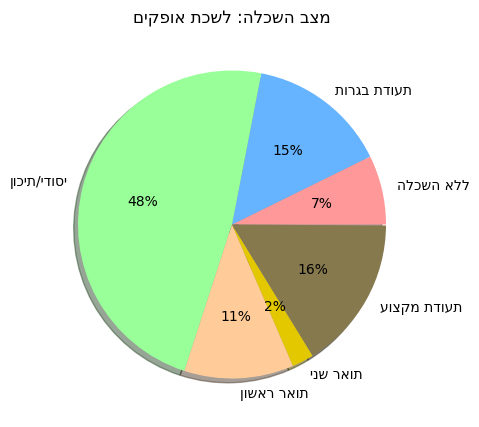 מצב השכלה: לשכת אופקים
תעודת בגרות
15%
יסודי/תיכון
48%
ללא השכלה
7%
16%
תעודת מקצוע
2%
11%
תואר שני
תואר ראשון